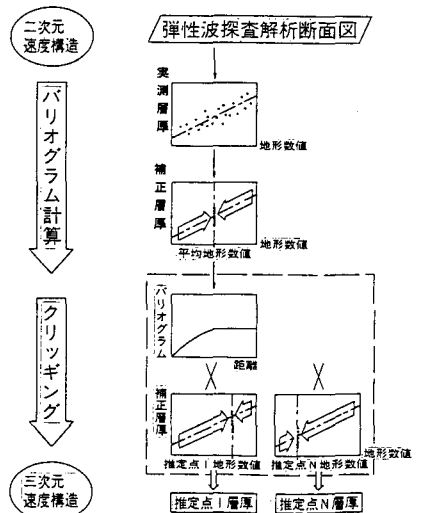 二次元
速度構造
弾性波探査解析断面図
実測層厚
地形数値
バリオグラム計算
補正層厚
地形数値
平均地形数値
バリオグラム
距離
クリッギング
補正層厚
地形数値
推定点1地形数値
推定点N地形数値
三次元
速度構造
推定点1層厚
推定点N層厚